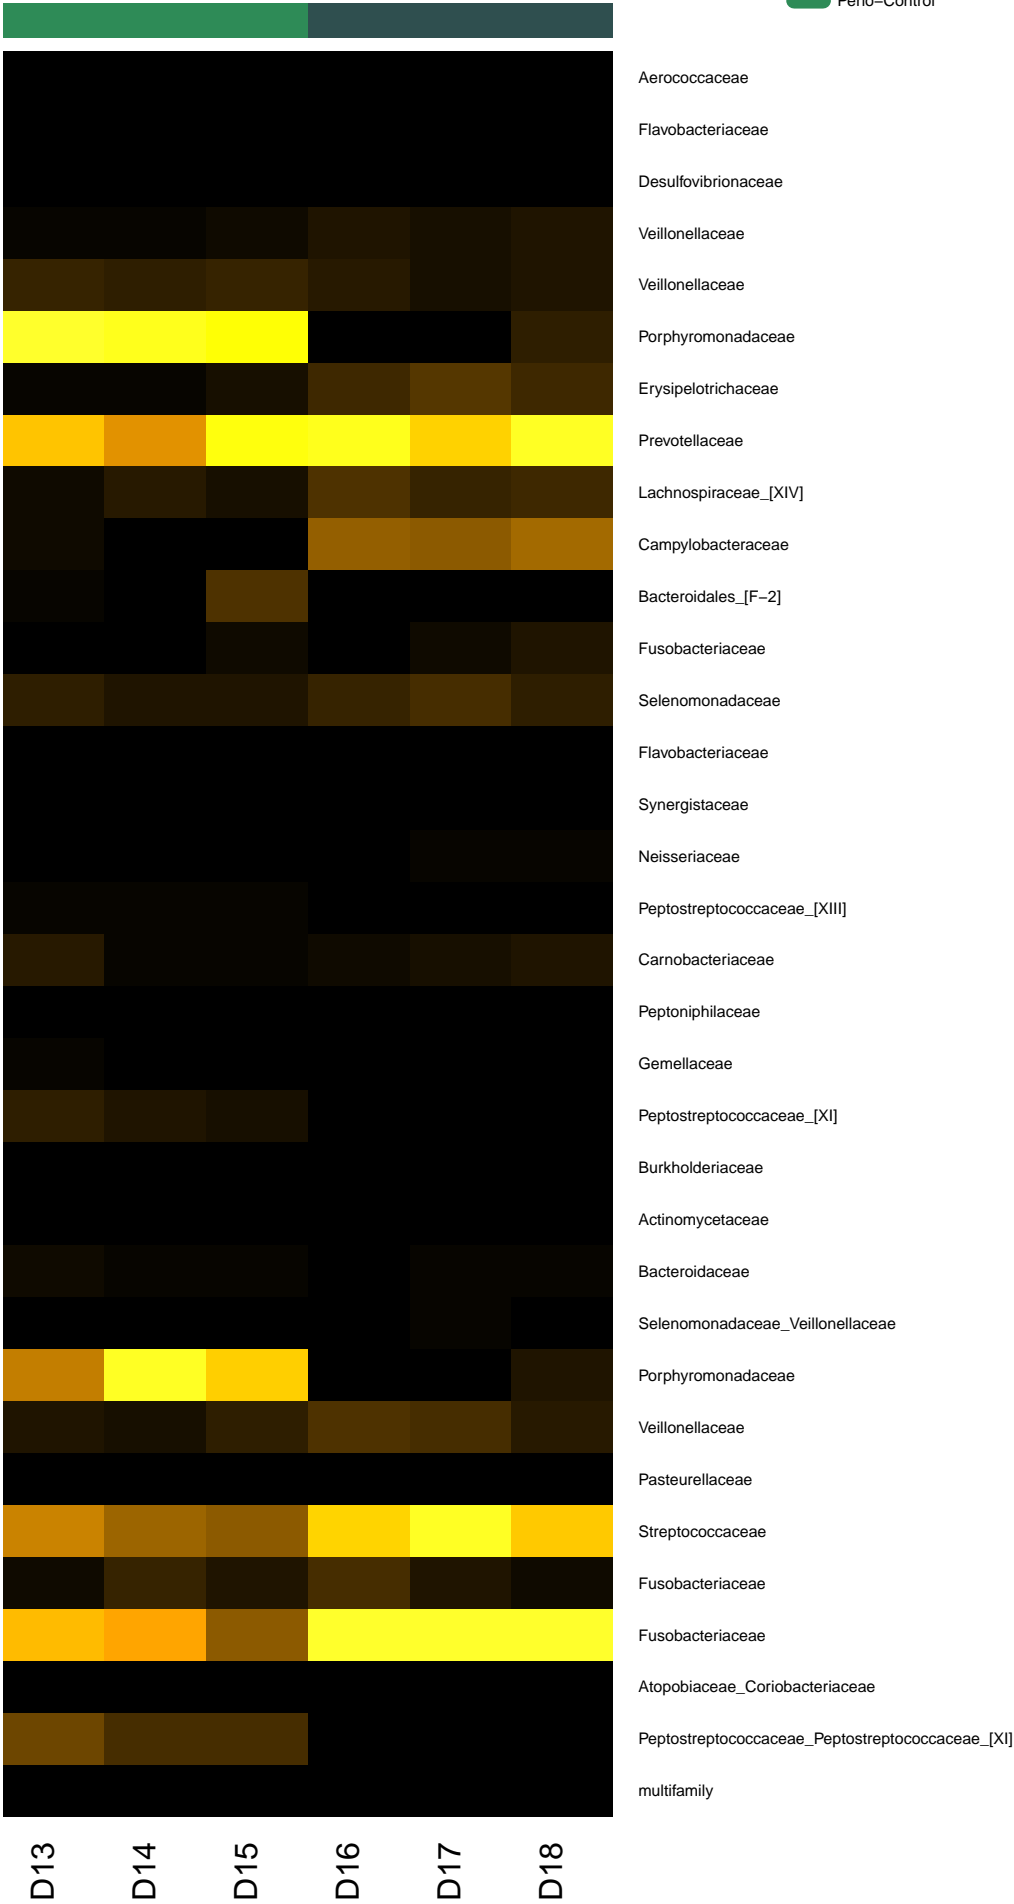 Perio−Control
Aerococcaceae
Flavobacteriaceae
Desulfovibrionaceae
Veillonellaceae
Veillonellaceae
Porphyromonadaceae
Erysipelotrichaceae
Prevotellaceae
Lachnospiraceae_[XIV]
Campylobacteraceae
Bacteroidales_[F−2]
Fusobacteriaceae
Selenomonadaceae
Flavobacteriaceae
Synergistaceae
Neisseriaceae
Peptostreptococcaceae_[XIII]
Carnobacteriaceae
Peptoniphilaceae
Gemellaceae
Peptostreptococcaceae_[XI]
Burkholderiaceae
Actinomycetaceae
Bacteroidaceae
Selenomonadaceae_Veillonellaceae
Porphyromonadaceae
Veillonellaceae
Pasteurellaceae
Streptococcaceae
Fusobacteriaceae
Fusobacteriaceae
Atopobiaceae_Coriobacteriaceae
Peptostreptococcaceae_Peptostreptococcaceae_[XI]
multifamily
D13
D14
D15
D16
D17
D18